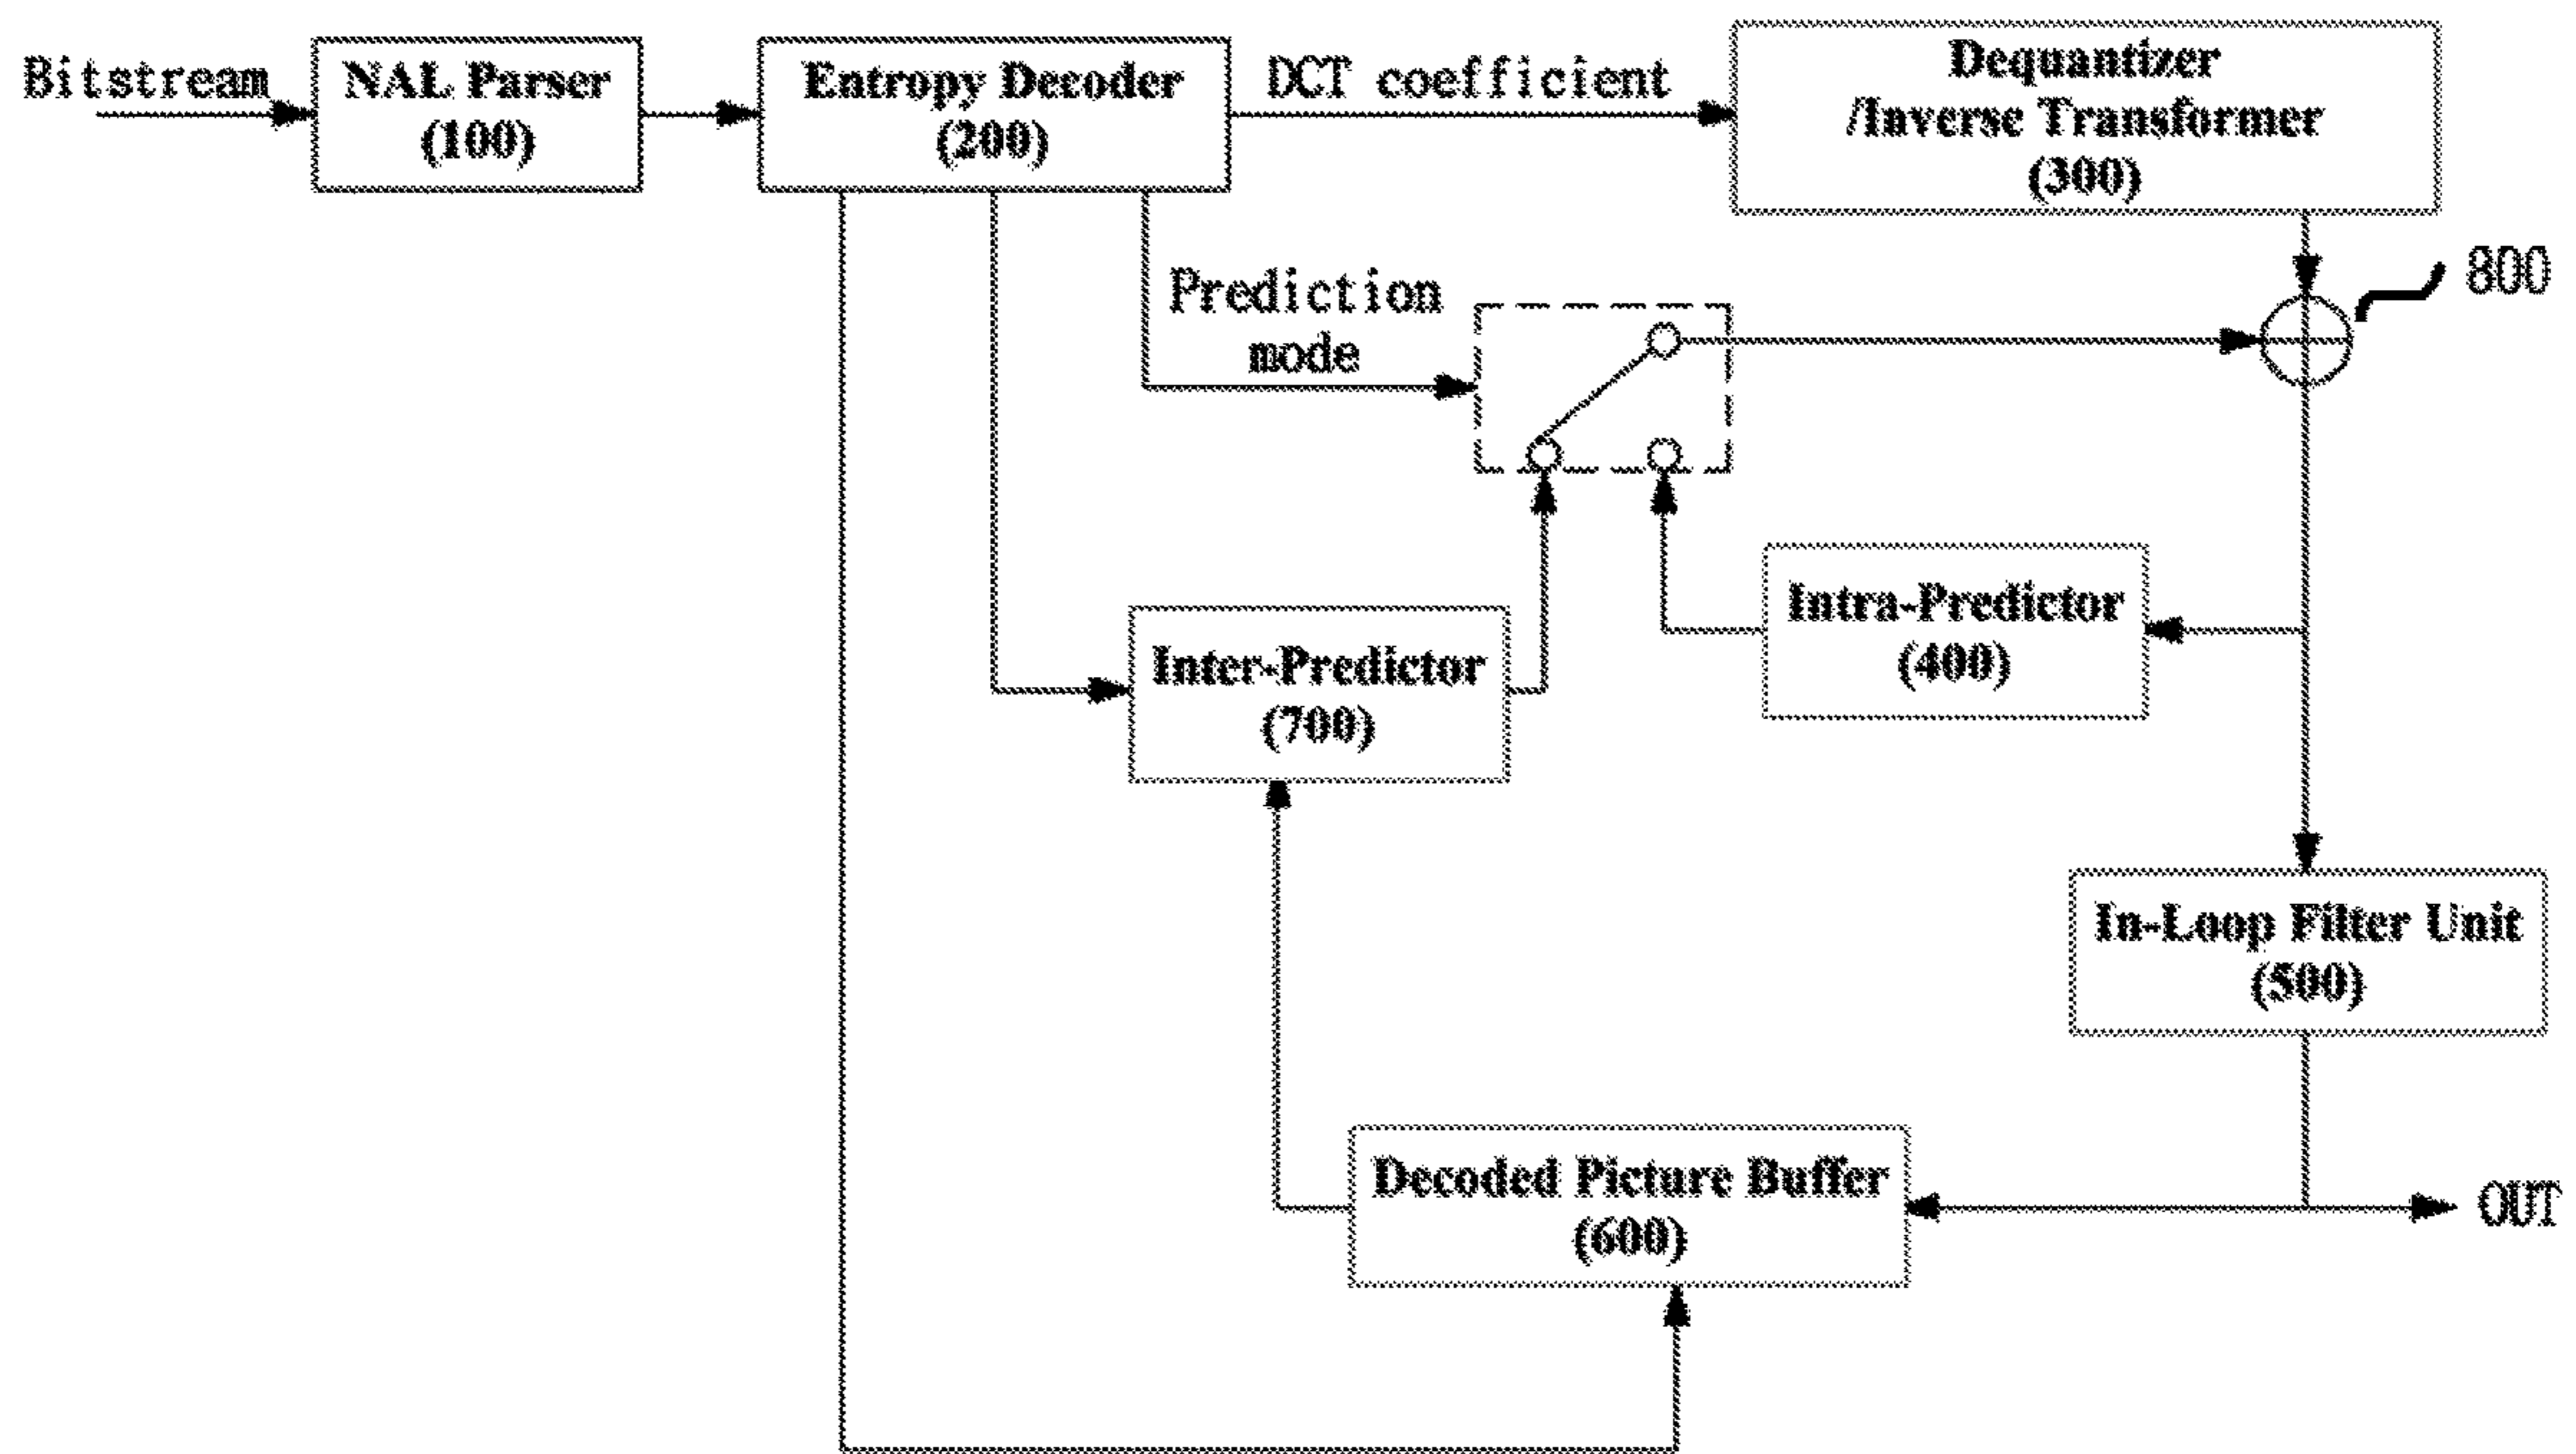 Bitstream
NAL Parser
(100)
Entropy Decoder
(200)
DCT coefficient
Dequantizer
/Inverse Transformer
(300)
Prediction
mode
800
Intra-Predictor
(400)
Inter-Predictor
(700)
In-Loop Filter Unit
(500)
Decoded Picture Buffer
(600)
OUT